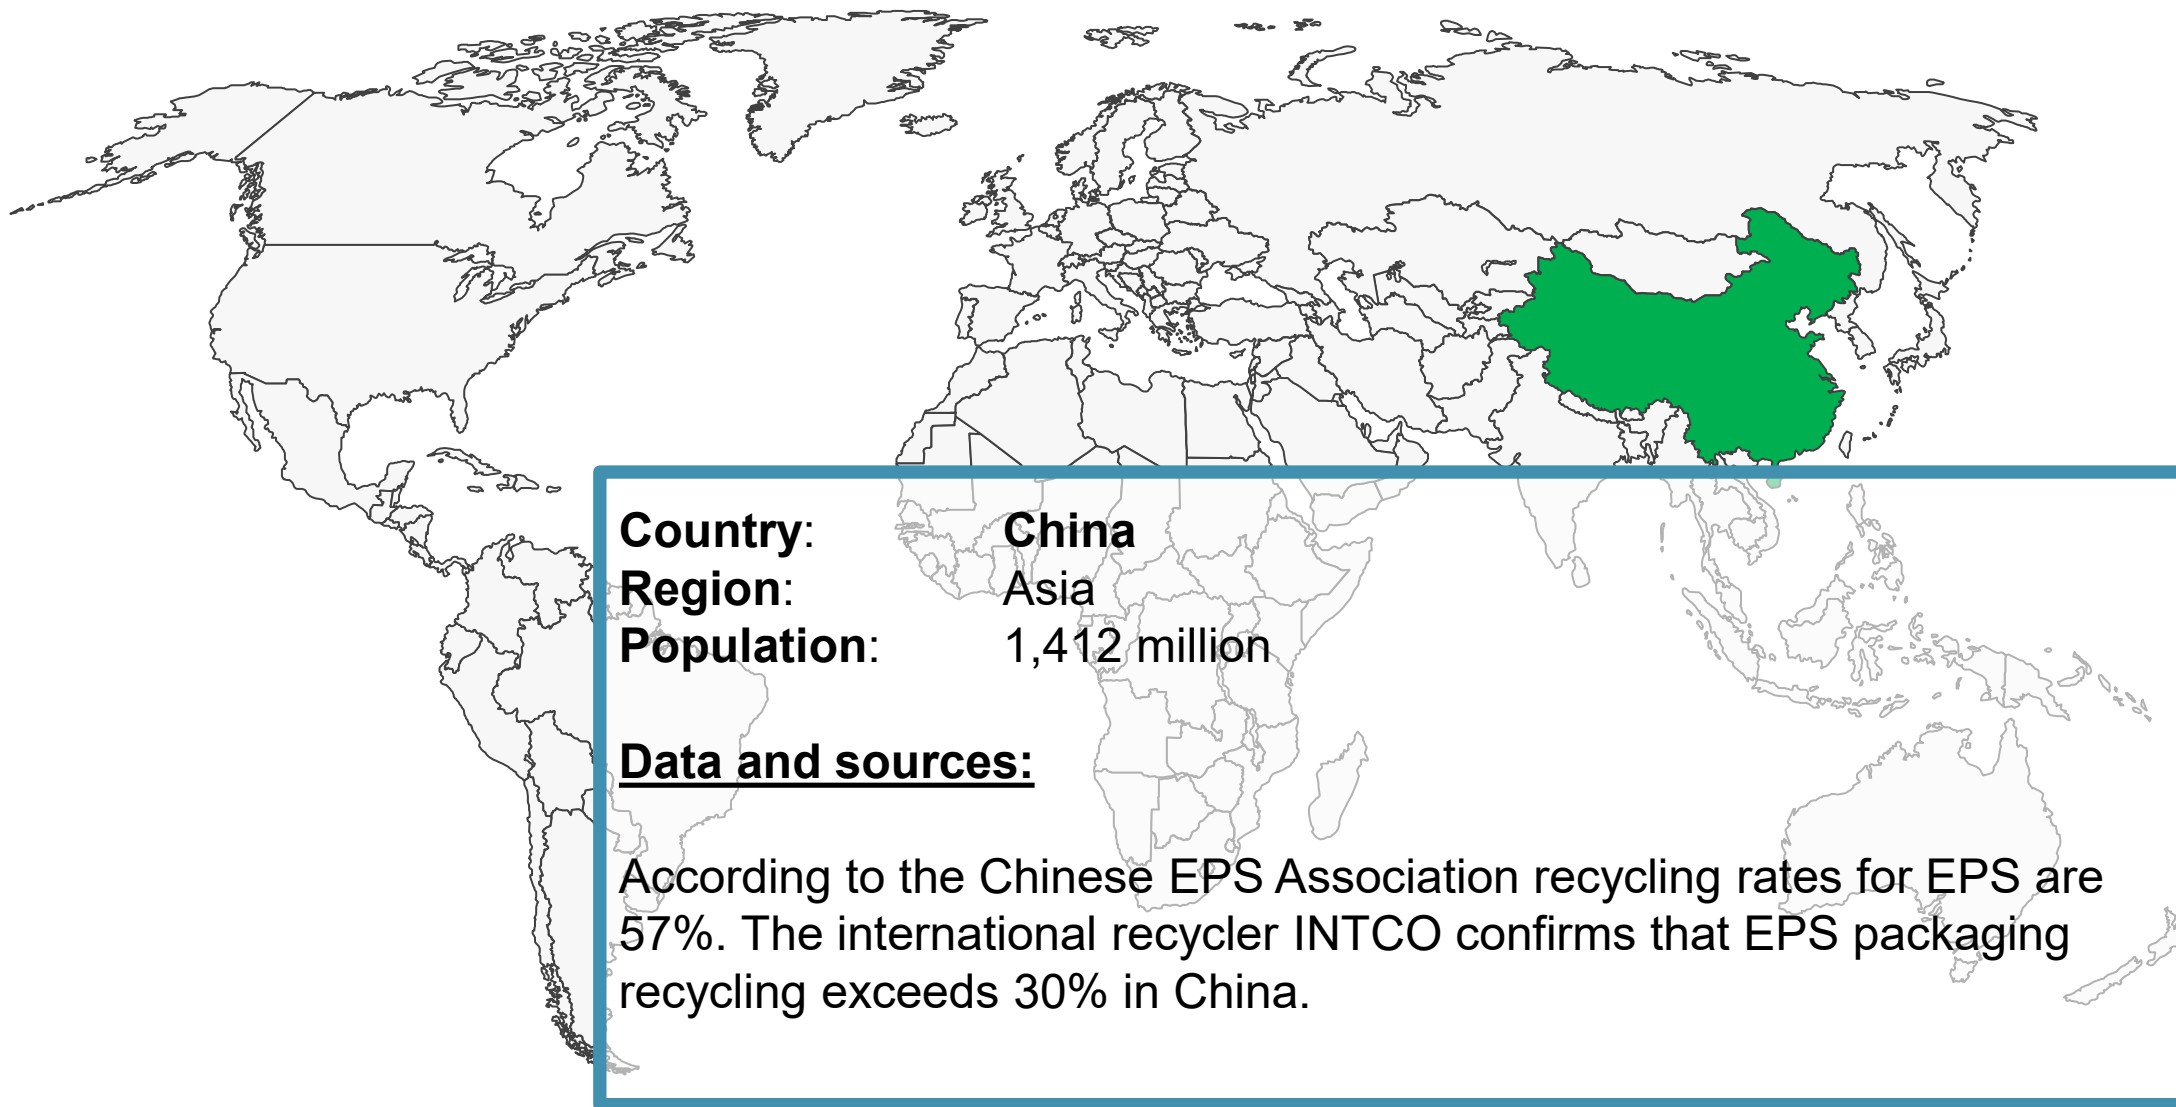 Country: China
Region: Asia
Population: 1,412 million
Data and sources:
According to the Chinese EPS Association recycling rates for EPS are
57%. The international recycler INTCO confirms that EPS packaging
recycling exceeds 30% in China.